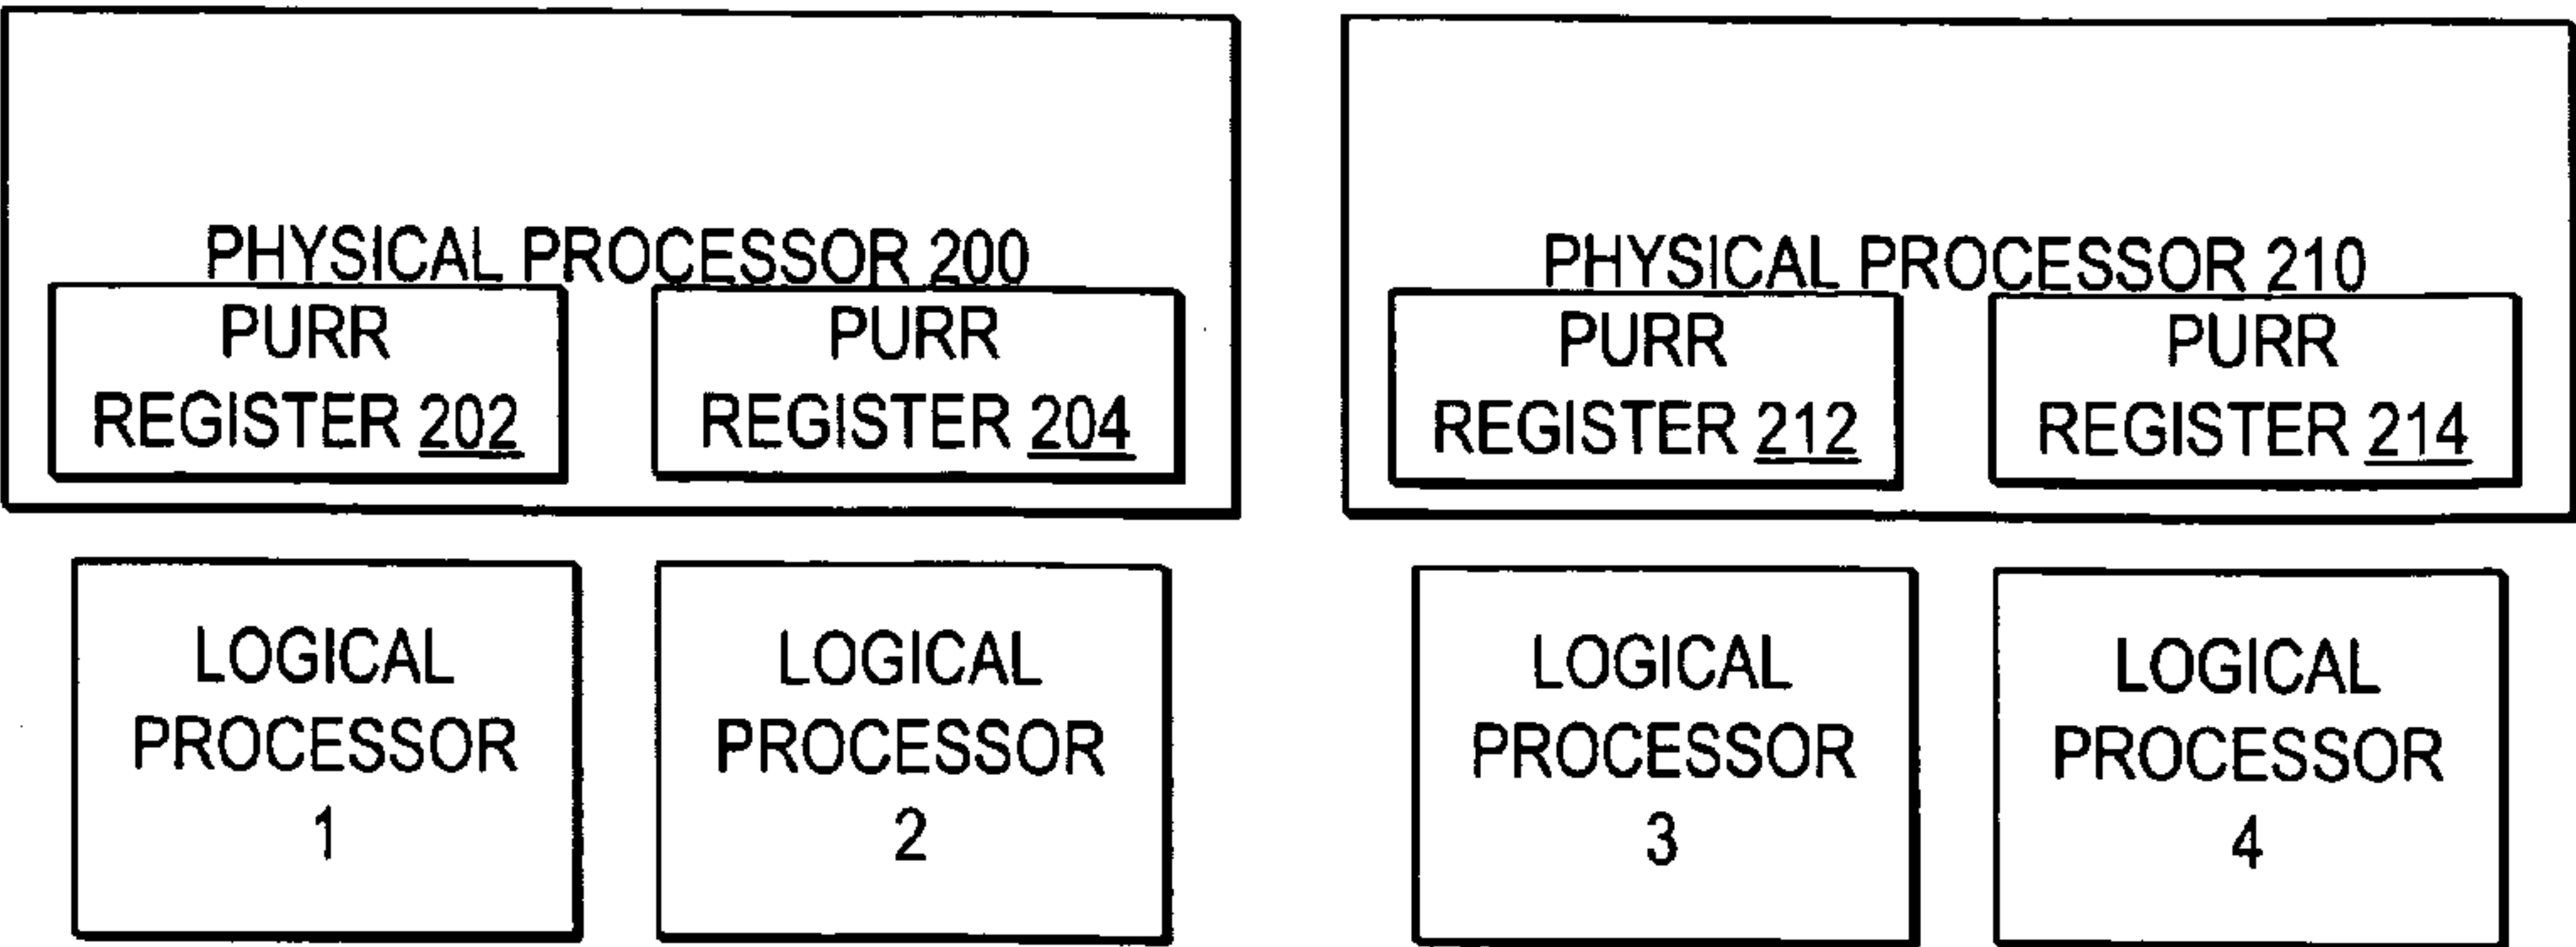 PHYSICAL PROCESSOR 200
PURR
REGISTER 202
PURR
REGISTER 204
PHYSICAL PROCESSOR 210
PURR
REGISTER 212
PURR
REGISTER 214
LOGICAL
PROCESSOR
1
LOGICAL
PROCESSOR
2
LOGICAL
PROCESSOR
3
LOGICAL
PROCESSOR
4